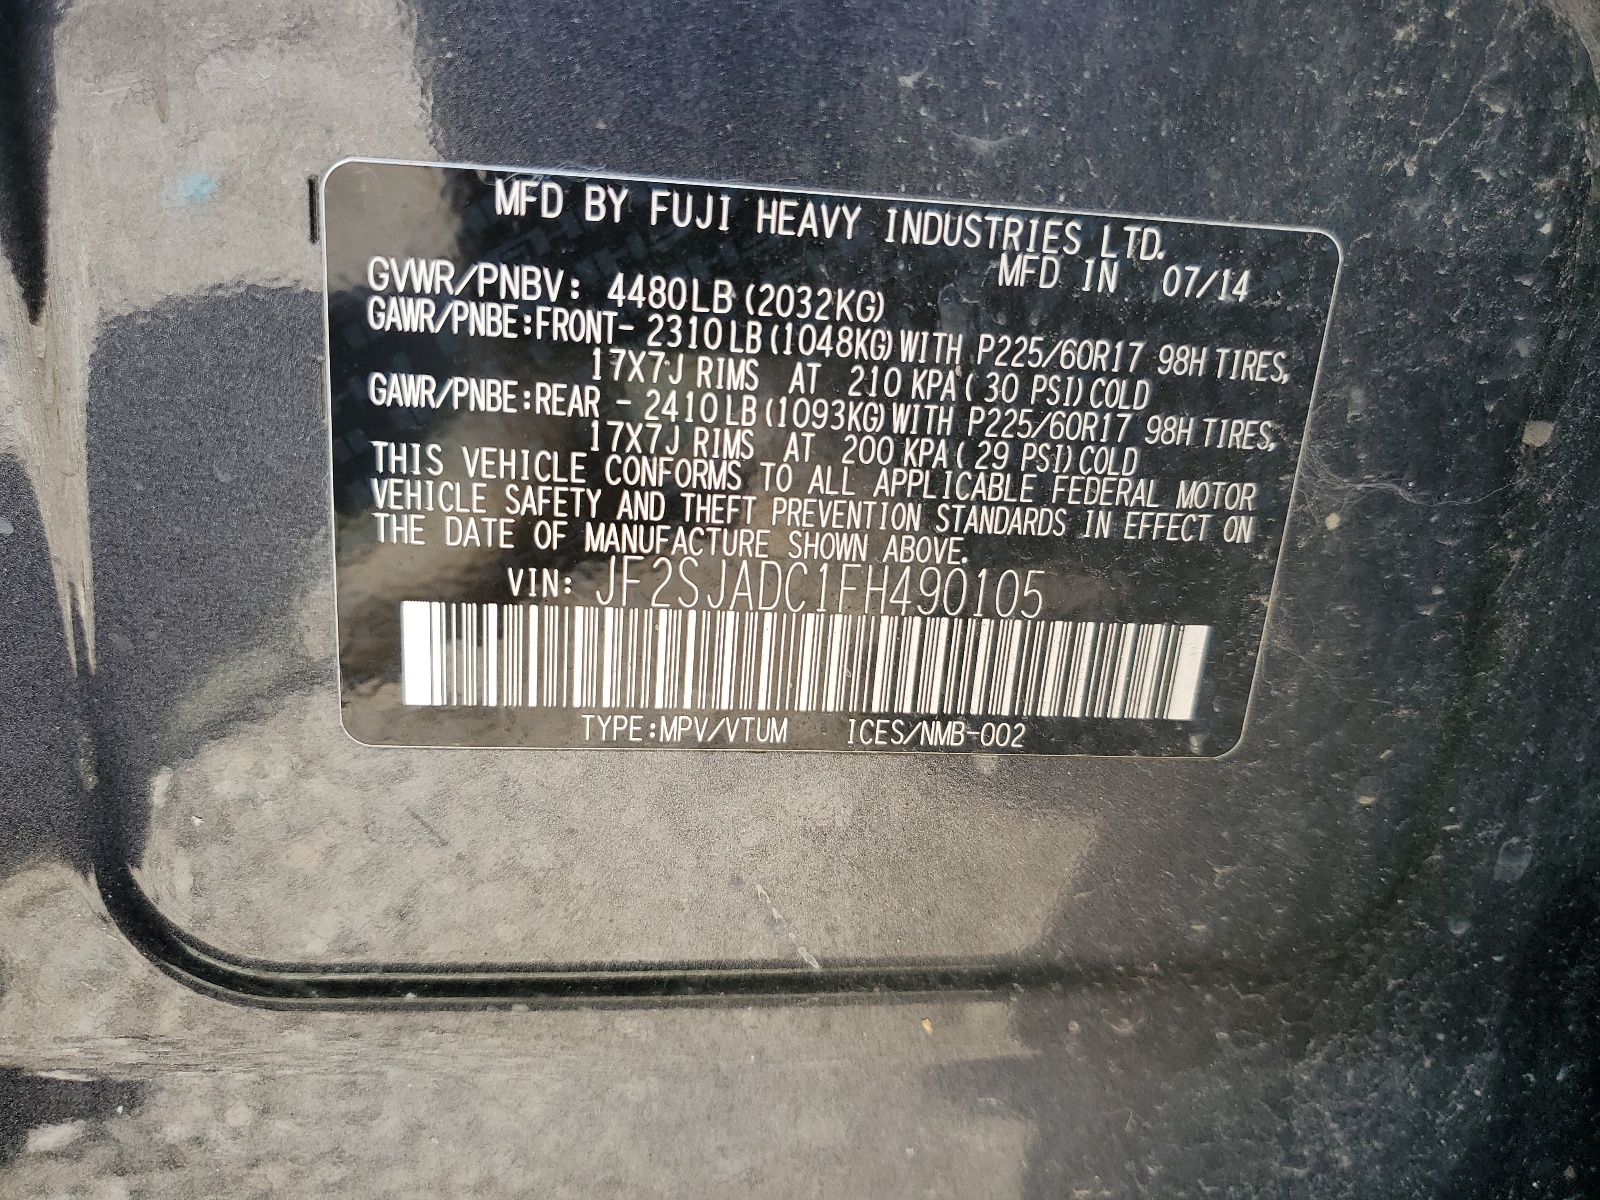 MFD BY FUJI HEAVY INDUSTRIES LTD.
MFD IN 07/14
GVWR/PNBV: 4480LB (2032KG)
GAWR/PNBE:FRONT- 2310LB (1048KG) WITH P225/60R17 98H TIRES,
17X7J RIMS AT 210 KPA ( 30 PSI) COLD
GAWR/PNBE:REAR - 2410LB (1093KG) WITH P225/60R17 98H TIRES,
17X7J RIMS AT 200 KPA ( 29 PSI) COLD
THIS VEHICLE CONFORMS TO ALL APPLICABLE FEDERAL MOTOR
VEHICLE SAFETY AND THEFT PREVENTION STANDARDS IN EFFECT ON
THE DATE OF MANUFACTURE SHOWN ABOVE.
VIN: JF2SJADC1FH490105
TYPE:MPV/VTUM ICES/NMB-002